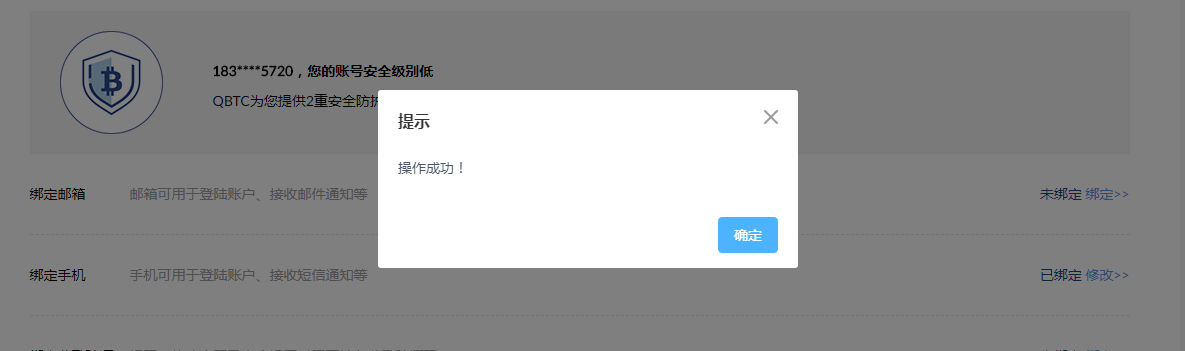 183****5720，您的账号安全级别低
QBTC为您提供2重安全防护
提示
操作成功！
确定
绑定邮箱 邮箱可用于登陆账户、接收邮件通知等 未绑定 绑定>>
绑定手机 手机可用于登陆账户、接收短信通知等 已绑定 修改>>